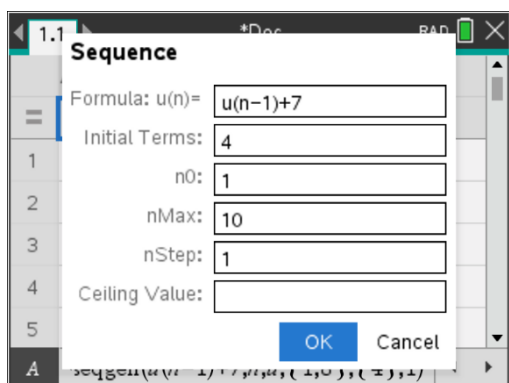 1.1 *Doc RAD
Sequence
Formula: u(n)= u(n−1)+7
Initial Terms: 4
n0: 1
nMax: 10
nStep: 1
Ceiling Value:
OK Cancel
=
1
2
3
4
5
A